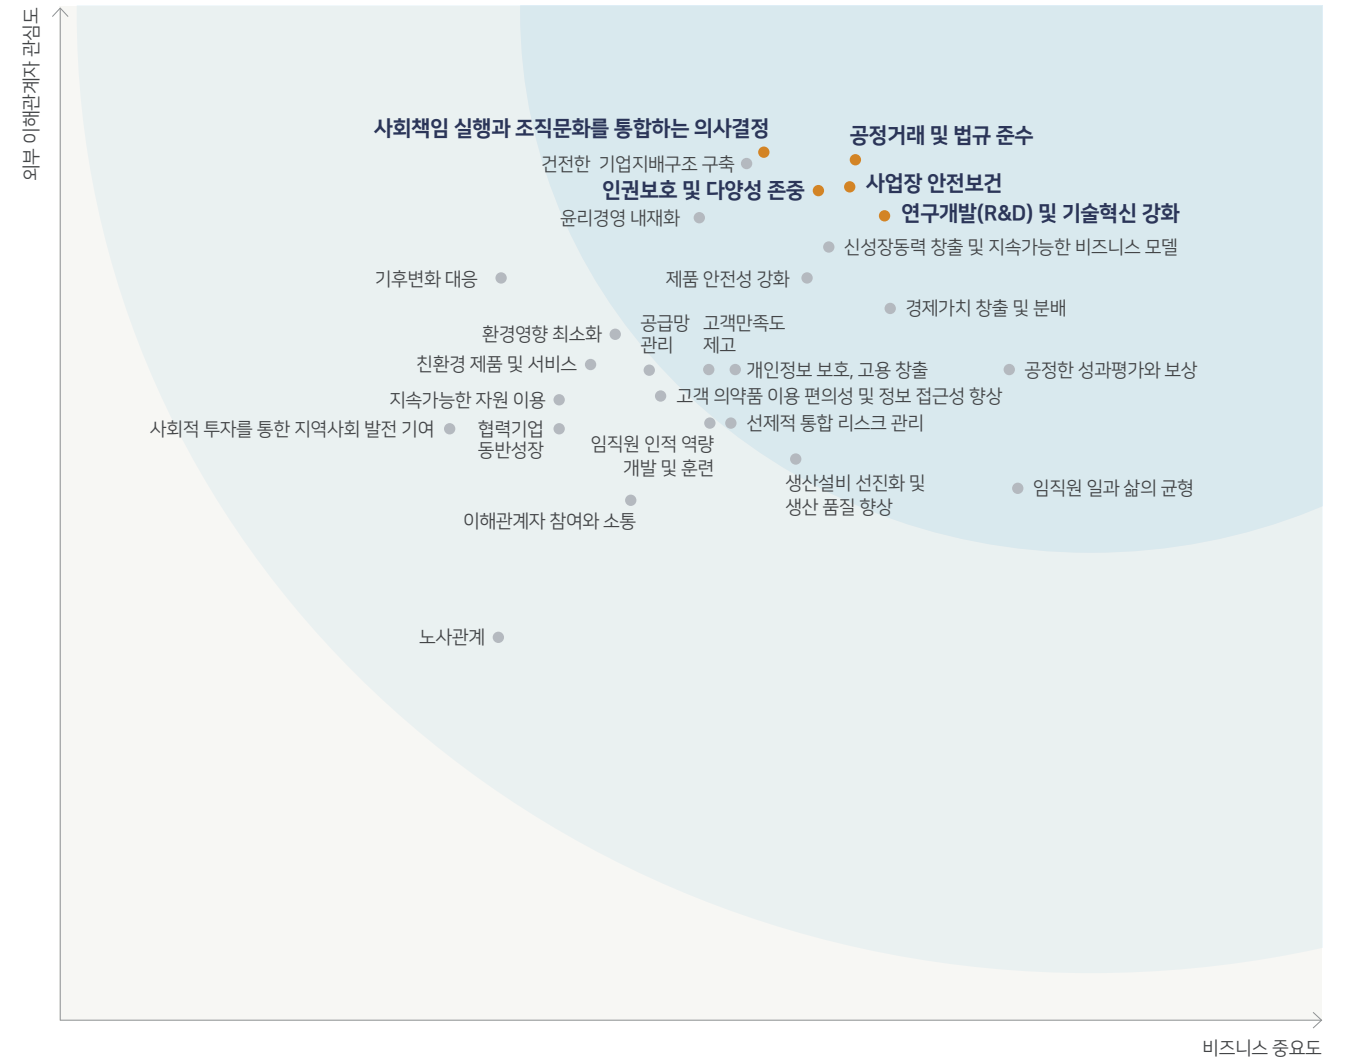 외부 이해관계자 관심도
사회책임 실행과 조직문화를 통합하는 의사결정
공정거래 및 법규 준수
건전한 기업지배구조 구축
인권보호 및 다양성 존중
사업장 안전보건
윤리경영 내재화
연구개발(R&D) 및 기술혁신 강화
신성장동력 창출 및 지속가능한 비즈니스 모델
기후변화 대응
제품 안전성 강화
경제가치 창출 및 분배
환경영향 최소화
공급망
관리
고객만족도
제고
친환경 제품 및 서비스
개인정보 보호, 고용 창출
공정한 성과평가와 보상
지속가능한 자원 이용
고객 의약품 이용 편의성 및 정보 접근성 향상
사회적 투자를 통한 지역사회 발전 기여
협력기업
동반성장
선제적 통합 리스크 관리
임직원 인적 역량
개발 및 훈련
생산설비 선진화 및
생산 품질 향상
임직원 일과 삶의 균형
이해관계자 참여와 소통
노사관계
비즈니스 중요도